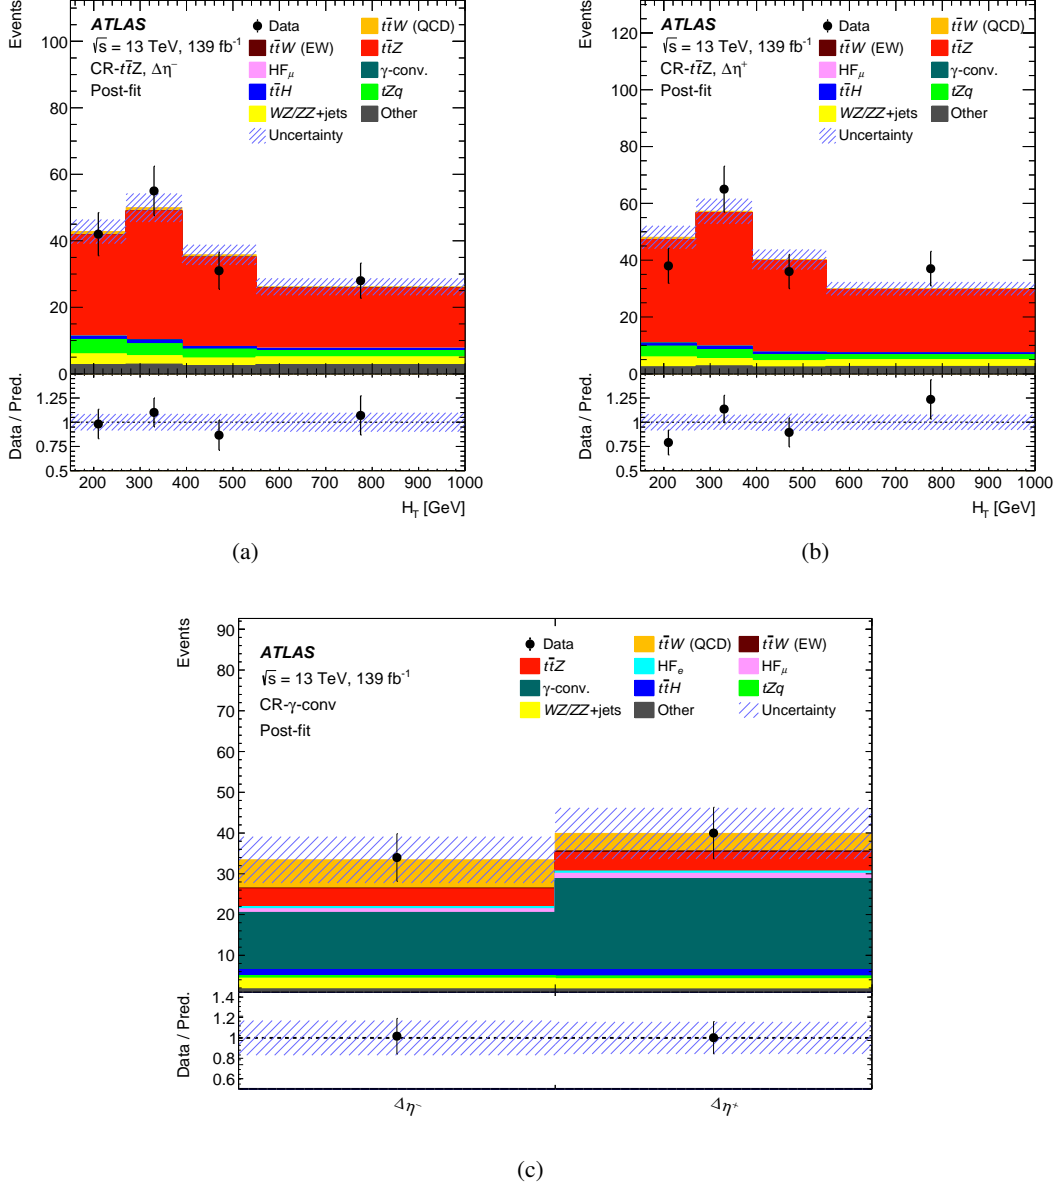 Events
100
80
60
40
20
0
ATLAS
√s = 13 TeV, 139 fb⁻¹
CR-tt̄Z, Δη⁻
Post-fit
Data
tt̄W (QCD)
tt̄W (EW)
tt̄Z
HF_μ
γ-conv.
tt̄H
tZq
WZ/ZZ+jets
Other
Uncertainty
Data / Pred.
1.25
1
0.75
0.5
200 300 400 500 600 700 800 900 1000
H_T [GeV]
(a)
Events
120
100
80
60
40
20
0
ATLAS
√s = 13 TeV, 139 fb⁻¹
CR-tt̄Z, Δη⁺
Post-fit
Data
tt̄W (QCD)
tt̄W (EW)
tt̄Z
HF_μ
γ-conv.
tt̄H
tZq
WZ/ZZ+jets
Other
Uncertainty
Data / Pred.
1.25
1
0.75
0.5
200 300 400 500 600 700 800 900 1000
H_T [GeV]
(b)
Events
90
80
70
60
50
40
30
20
10
ATLAS
√s = 13 TeV, 139 fb⁻¹
CR-γ-conv
Post-fit
Data
tt̄W (QCD)
tt̄W (EW)
tt̄Z
HF_e
HF_μ
γ-conv.
tt̄H
tZq
WZ/ZZ+jets
Other
Uncertainty
Data / Pred.
1.4
1.2
1
0.8
0.6
Δη⁻
Δη⁺
(c)